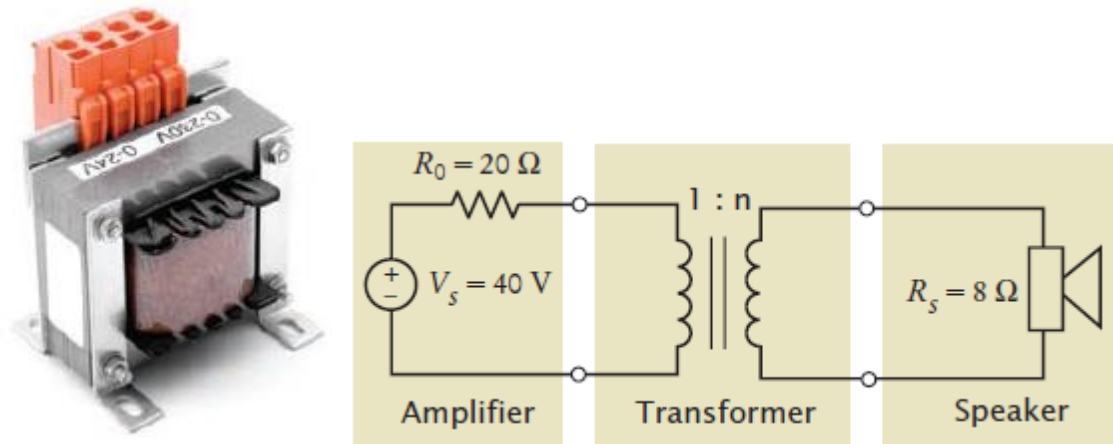 0-230V 0-24V
R₀ = 20 Ω
1 : n
+
−
Vₛ = 40 V
Rₛ = 8 Ω
Amplifier
Transformer
Speaker